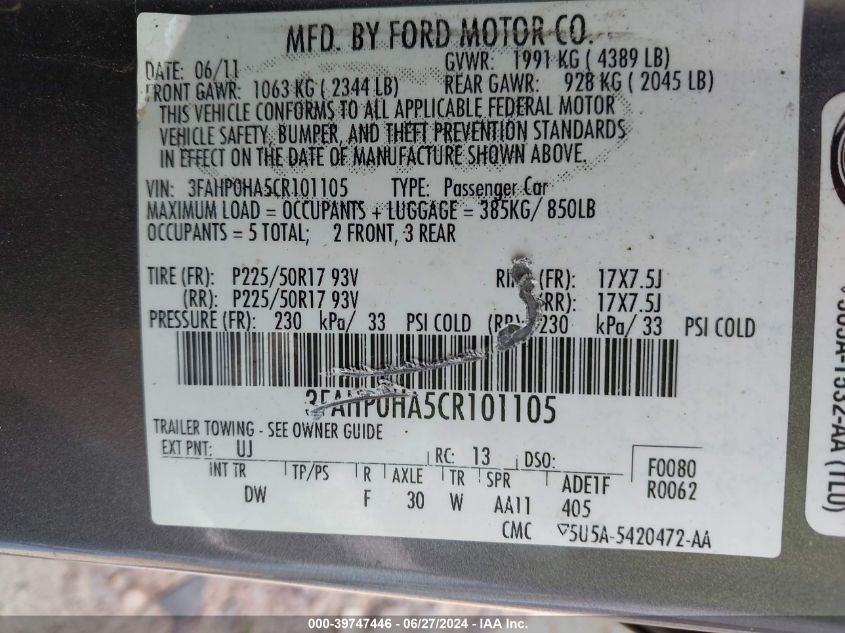 MFD. BY FORD MOTOR CO.
DATE: 06/11 GVWR: 1991 KG ( 4389 LB)
FRONT GAWR: 1063 KG ( 2344 LB) REAR GAWR: 928 KG ( 2045 LB)
THIS VEHICLE CONFORMS TO ALL APPLICABLE FEDERAL MOTOR
VEHICLE SAFETY, BUMPER, AND THEFT PREVENTION STANDARDS
IN EFFECT ON THE DATE OF MANUFACTURE SHOWN ABOVE.
VIN: 3FAHP0HA5CR101105 TYPE: Passenger Car
MAXIMUM LOAD = OCCUPANTS + LUGGAGE = 385KG/ 850LB
OCCUPANTS = 5 TOTAL; 2 FRONT, 3 REAR
TIRE (FR): P225/50R17 93V (FR): 17X7.5J
(RR): P225/50R17 93V (RR): 17X7.5J
PRESSURE (FR): 230 kPa/ 33 PSI COLD (RR): 230 kPa/ 33 PSI COLD
3FAHP0HA5CR101105
TRAILER TOWING - SEE OWNER GUIDE
EXT PNT: UJ RC: 13 DSO: F0080
INT TR TP/PS R AXLE TR SPR ADE1F R0062
DW F 30 W AA11 405
CMC 5U5A-5420472-AA
000-39747446 - 06/27/2024 - IAA Inc.